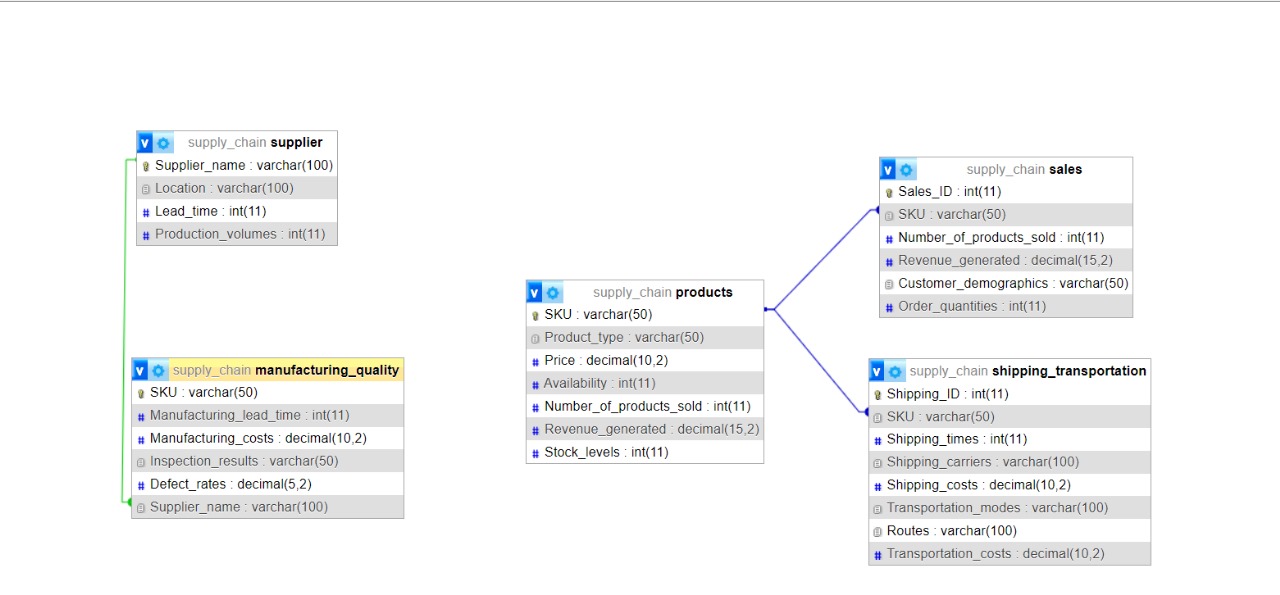 supply_chain supplier
Supplier_name : varchar(100)
Location : varchar(100)
Lead_time : int(11)
Production_volumes : int(11)
supply_chain manufacturing_quality
SKU : varchar(50)
Manufacturing_lead_time : int(11)
Manufacturing_costs : decimal(10,2)
Inspection_results : varchar(50)
Defect_rates : decimal(5,2)
Supplier_name : varchar(100)
supply_chain products
SKU : varchar(50)
Product_type : varchar(50)
Price : decimal(10,2)
Availability : int(11)
Number_of_products_sold : int(11)
Revenue_generated : decimal(15,2)
Stock_levels : int(11)
supply_chain sales
Sales_ID : int(11)
SKU : varchar(50)
Number_of_products_sold : int(11)
Revenue_generated : decimal(15,2)
Customer_demographics : varchar(50)
Order_quantities : int(11)
supply_chain shipping_transportation
Shipping_ID : int(11)
SKU : varchar(50)
Shipping_times : int(11)
Shipping_carriers : varchar(100)
Shipping_costs : decimal(10,2)
Transportation_modes : varchar(100)
Routes : varchar(100)
Transportation_costs : decimal(10,2)